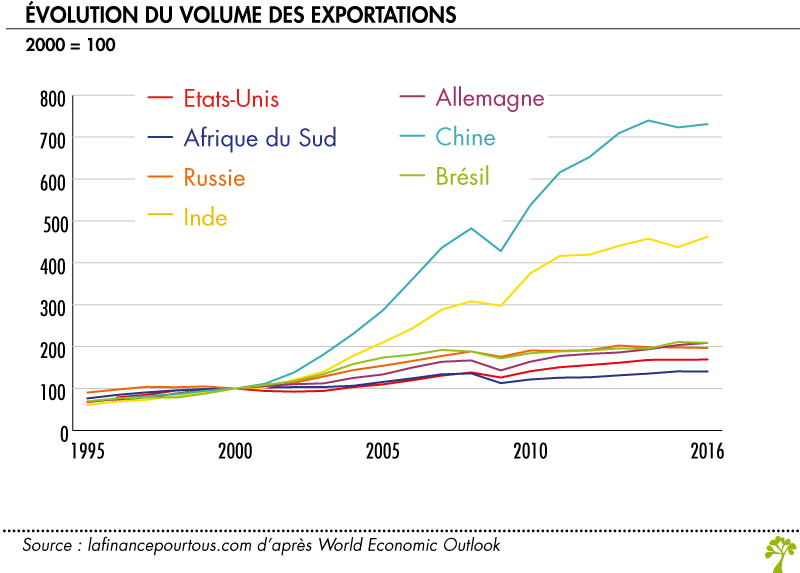 ÉVOLUTION DU VOLUME DES EXPORTATIONS
2000 = 100
Etats-Unis
Afrique du Sud
Russie
Inde
Allemagne
Chine
Brésil
800
700
600
500
400
300
200
100
0
1995 2000 2005 2010 2016
Source : lafinancepourtous.com d’après World Economic Outlook